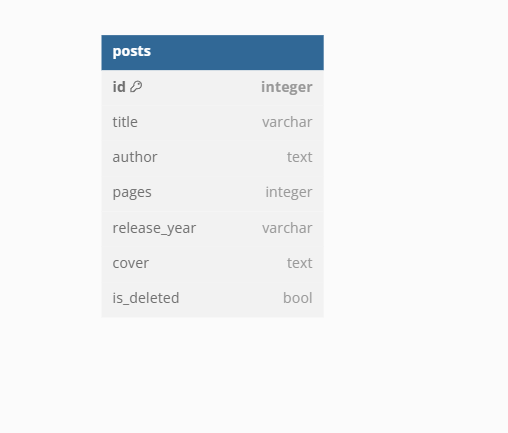 posts
id integer
title varchar
author text
pages integer
release_year varchar
cover text
is_deleted bool